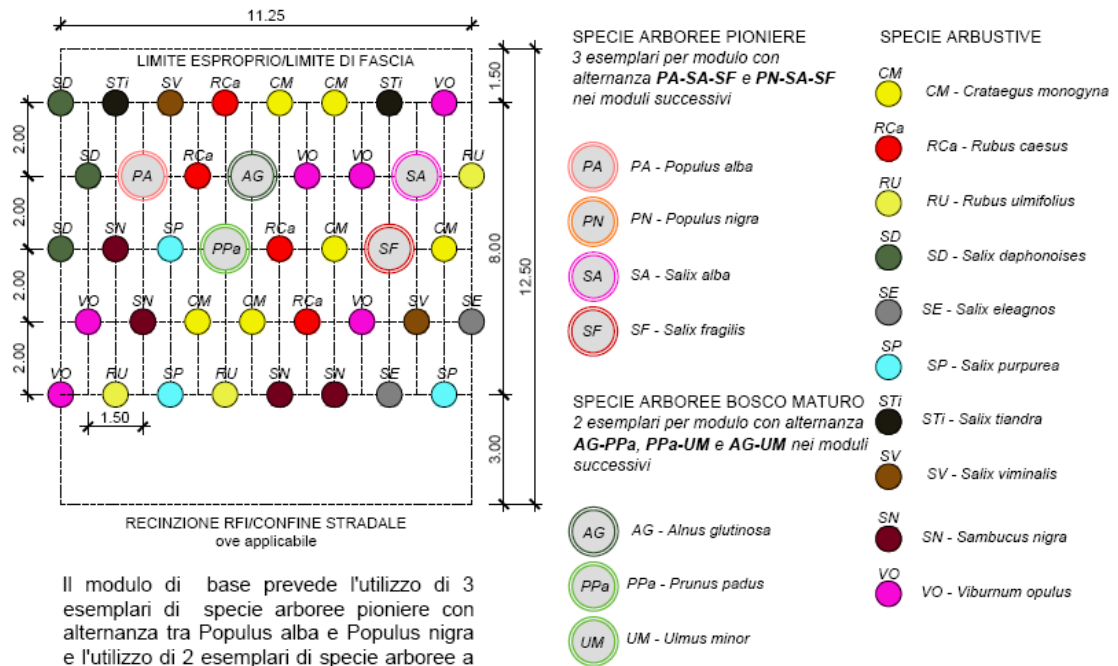 11.25
LIMITE ESPROPRIO/LIMITE DI FASCIA
1.50
SD STi SV RCa CM CM STi VO
2.00
SD PA RCa AG VO VO SA RU
2.00
SD SN SP PPa RCa CM SF CM
8.00
12.50
2.00
VO SN CM CM RCa VO SV SE
2.00
VO RU SP RU SN SN SE SP
1.50
3.00
RECINZIONE RFI/CONFINE STRADALE
ove applicabile
Il modulo di base prevede l'utilizzo di 3
esemplari di specie arboree pioniere con
alternanza tra Populus alba e Populus nigra
e l'utilizzo di 2 esemplari di specie arboree a
SPECIE ARBOREE PIONIERE
3 esemplari per modulo con
alternanza PA-SA-SF e PN-SA-SF
nei moduli successivi
PA PA - Populus alba
PN PN - Populus nigra
SA SA - Salix alba
SF SF - Salix fragilis
SPECIE ARBOREE BOSCO MATURO
2 esemplari per modulo con alternanza
AG-PPa, PPa-UM e AG-UM nei moduli
successivi
AG AG - Alnus glutinosa
PPa PPa - Prunus padus
UM UM - Ulmus minor
SPECIE ARBUSTIVE
CM CM - Crataegus monogyna
RCa RCa - Rubus caesus
RU RU - Rubus ulmifolius
SD SD - Salix daphonoises
SE SE - Salix eleagnos
SP SP - Salix purpurea
STi STi - Salix tiandra
SV SV - Salix viminalis
SN SN - Sambucus nigra
VO VO - Viburnum opulus